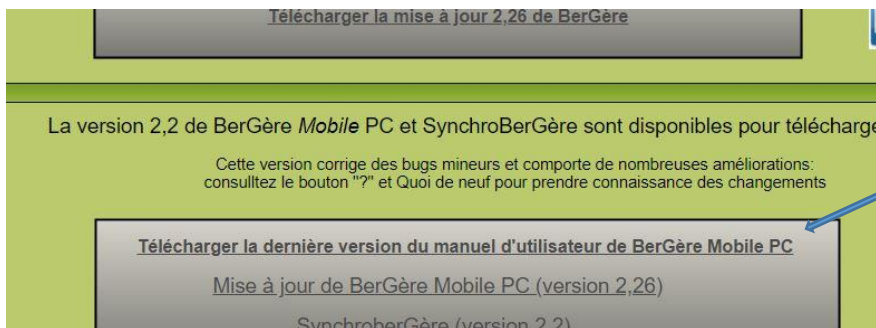 Télécharger la mise à jour 2,26 de BerGère
La version 2,2 de BerGère Mobile PC et SynchroBerGère sont disponibles pour télécharge
Cette version corrige des bugs mineurs et comporte de nombreuses améliorations:
consulltez le bouton "?" et Quoi de neuf pour prendre connaissance des changements
Télécharger la dernière version du manuel d'utilisateur de BerGère Mobile PC
Mise à jour de BerGère Mobile PC (version 2,26)
SynchroberGère (version 2,2)